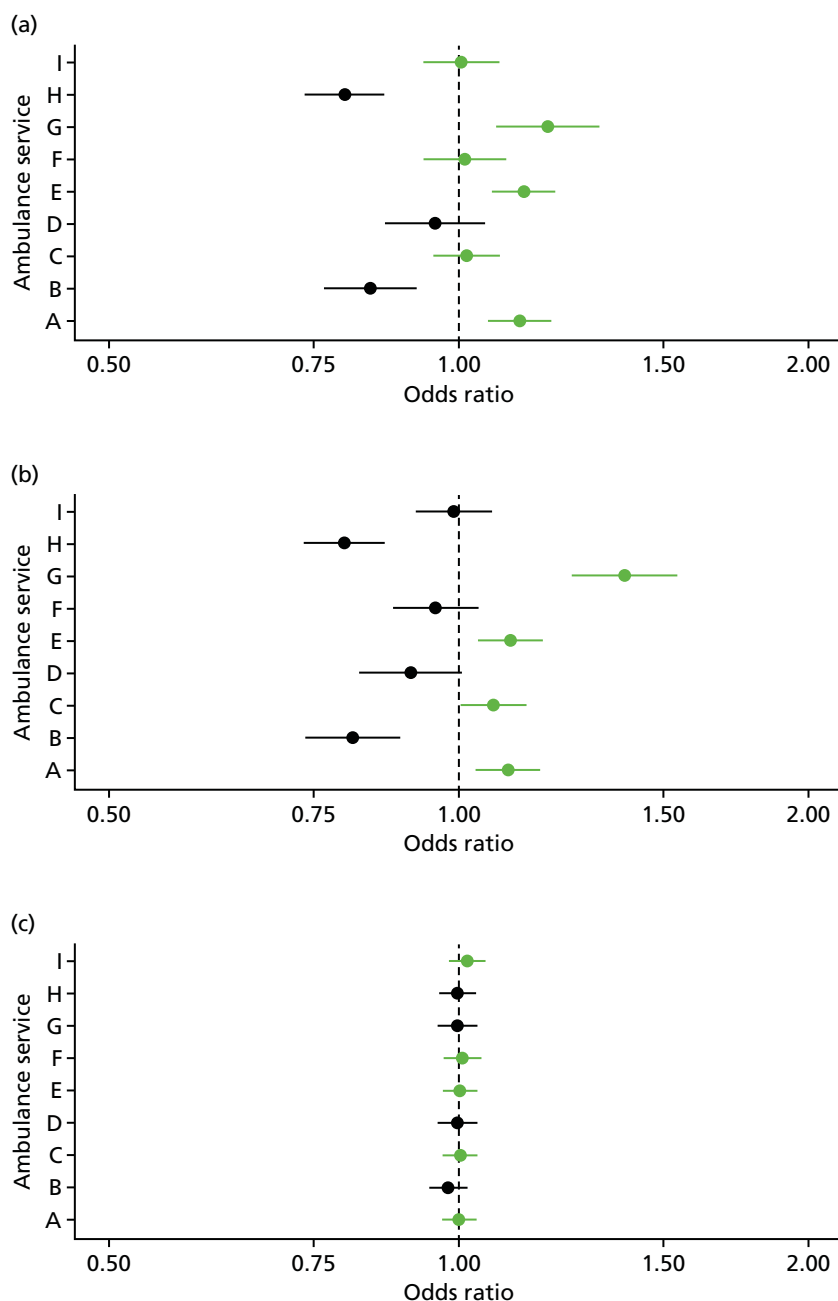 (a)
Ambulance service
I
H
G
F
E
D
C
B
A
0.50 0.75 1.00 1.50 2.00
Odds ratio
(b)
Ambulance service
I
H
G
F
E
D
C
B
A
0.50 0.75 1.00 1.50 2.00
Odds ratio
(c)
Ambulance service
I
H
G
F
E
D
C
B
A
0.50 0.75 1.00 1.50 2.00
Odds ratio